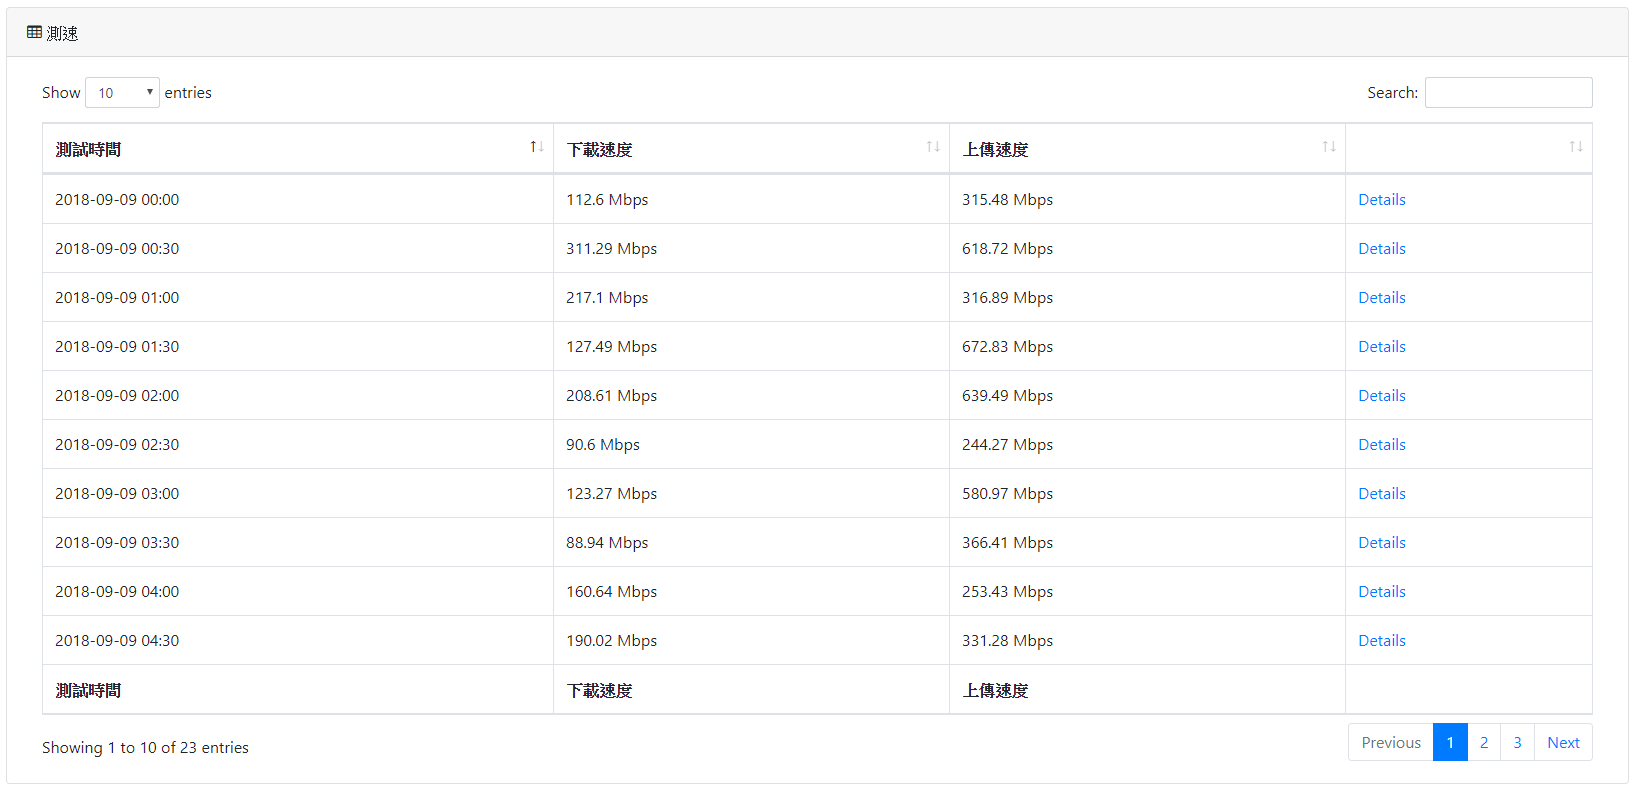 測速
Show 10 entries Search:
測試時間 下載速度 上傳速度
2018-09-09 00:00 112.6 Mbps 315.48 Mbps Details
2018-09-09 00:30 311.29 Mbps 618.72 Mbps Details
2018-09-09 01:00 217.1 Mbps 316.89 Mbps Details
2018-09-09 01:30 127.49 Mbps 672.83 Mbps Details
2018-09-09 02:00 208.61 Mbps 639.49 Mbps Details
2018-09-09 02:30 90.6 Mbps 244.27 Mbps Details
2018-09-09 03:00 123.27 Mbps 580.97 Mbps Details
2018-09-09 03:30 88.94 Mbps 366.41 Mbps Details
2018-09-09 04:00 160.64 Mbps 253.43 Mbps Details
2018-09-09 04:30 190.02 Mbps 331.28 Mbps Details
測試時間 下載速度 上傳速度
Showing 1 to 10 of 23 entries Previous 1 2 3 Next